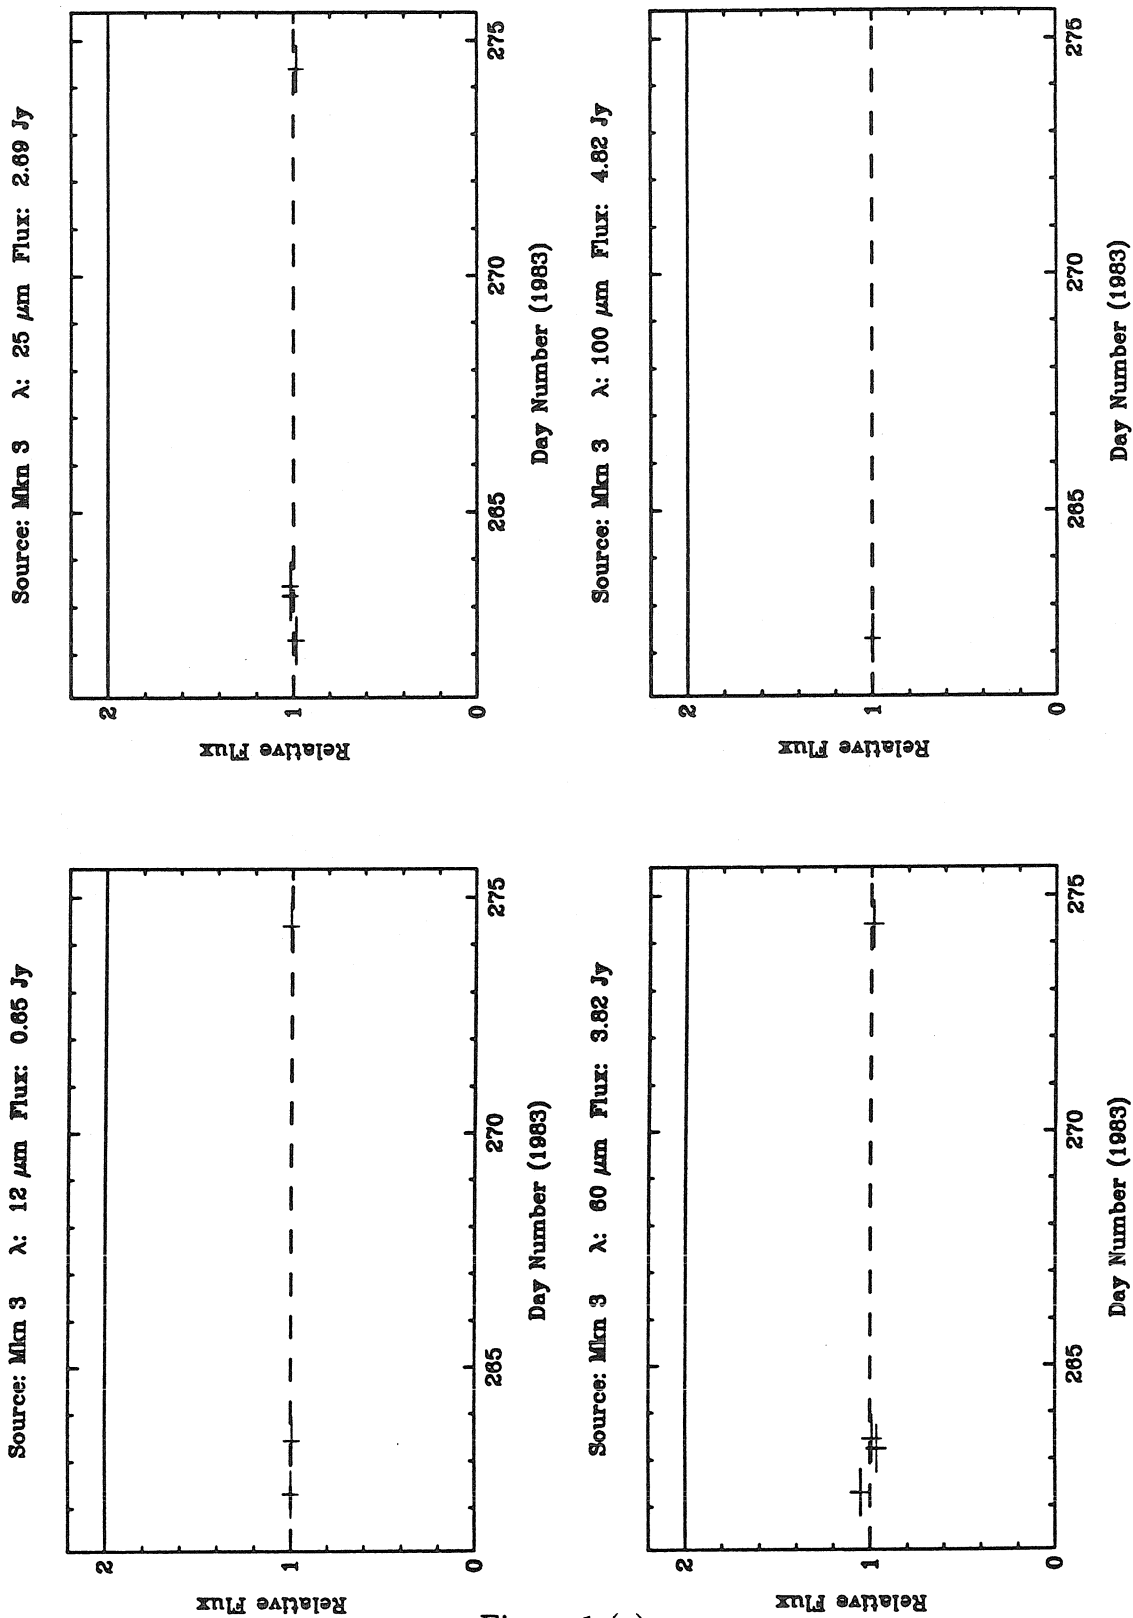 Source: Mkn 3 λ: 12 μm Flux: 0.65 Jy
Relative Flux
2
1
0
265
270
275
Day Number (1983)
Source: Mkn 3 λ: 25 μm Flux: 2.69 Jy
Relative Flux
2
1
0
265
270
275
Day Number (1983)
Source: Mkn 3 λ: 60 μm Flux: 3.82 Jy
Relative Flux
2
1
0
265
270
275
Day Number (1983)
Source: Mkn 3 λ: 100 μm Flux: 4.82 Jy
Relative Flux
2
1
0
265
270
275
Day Number (1983)